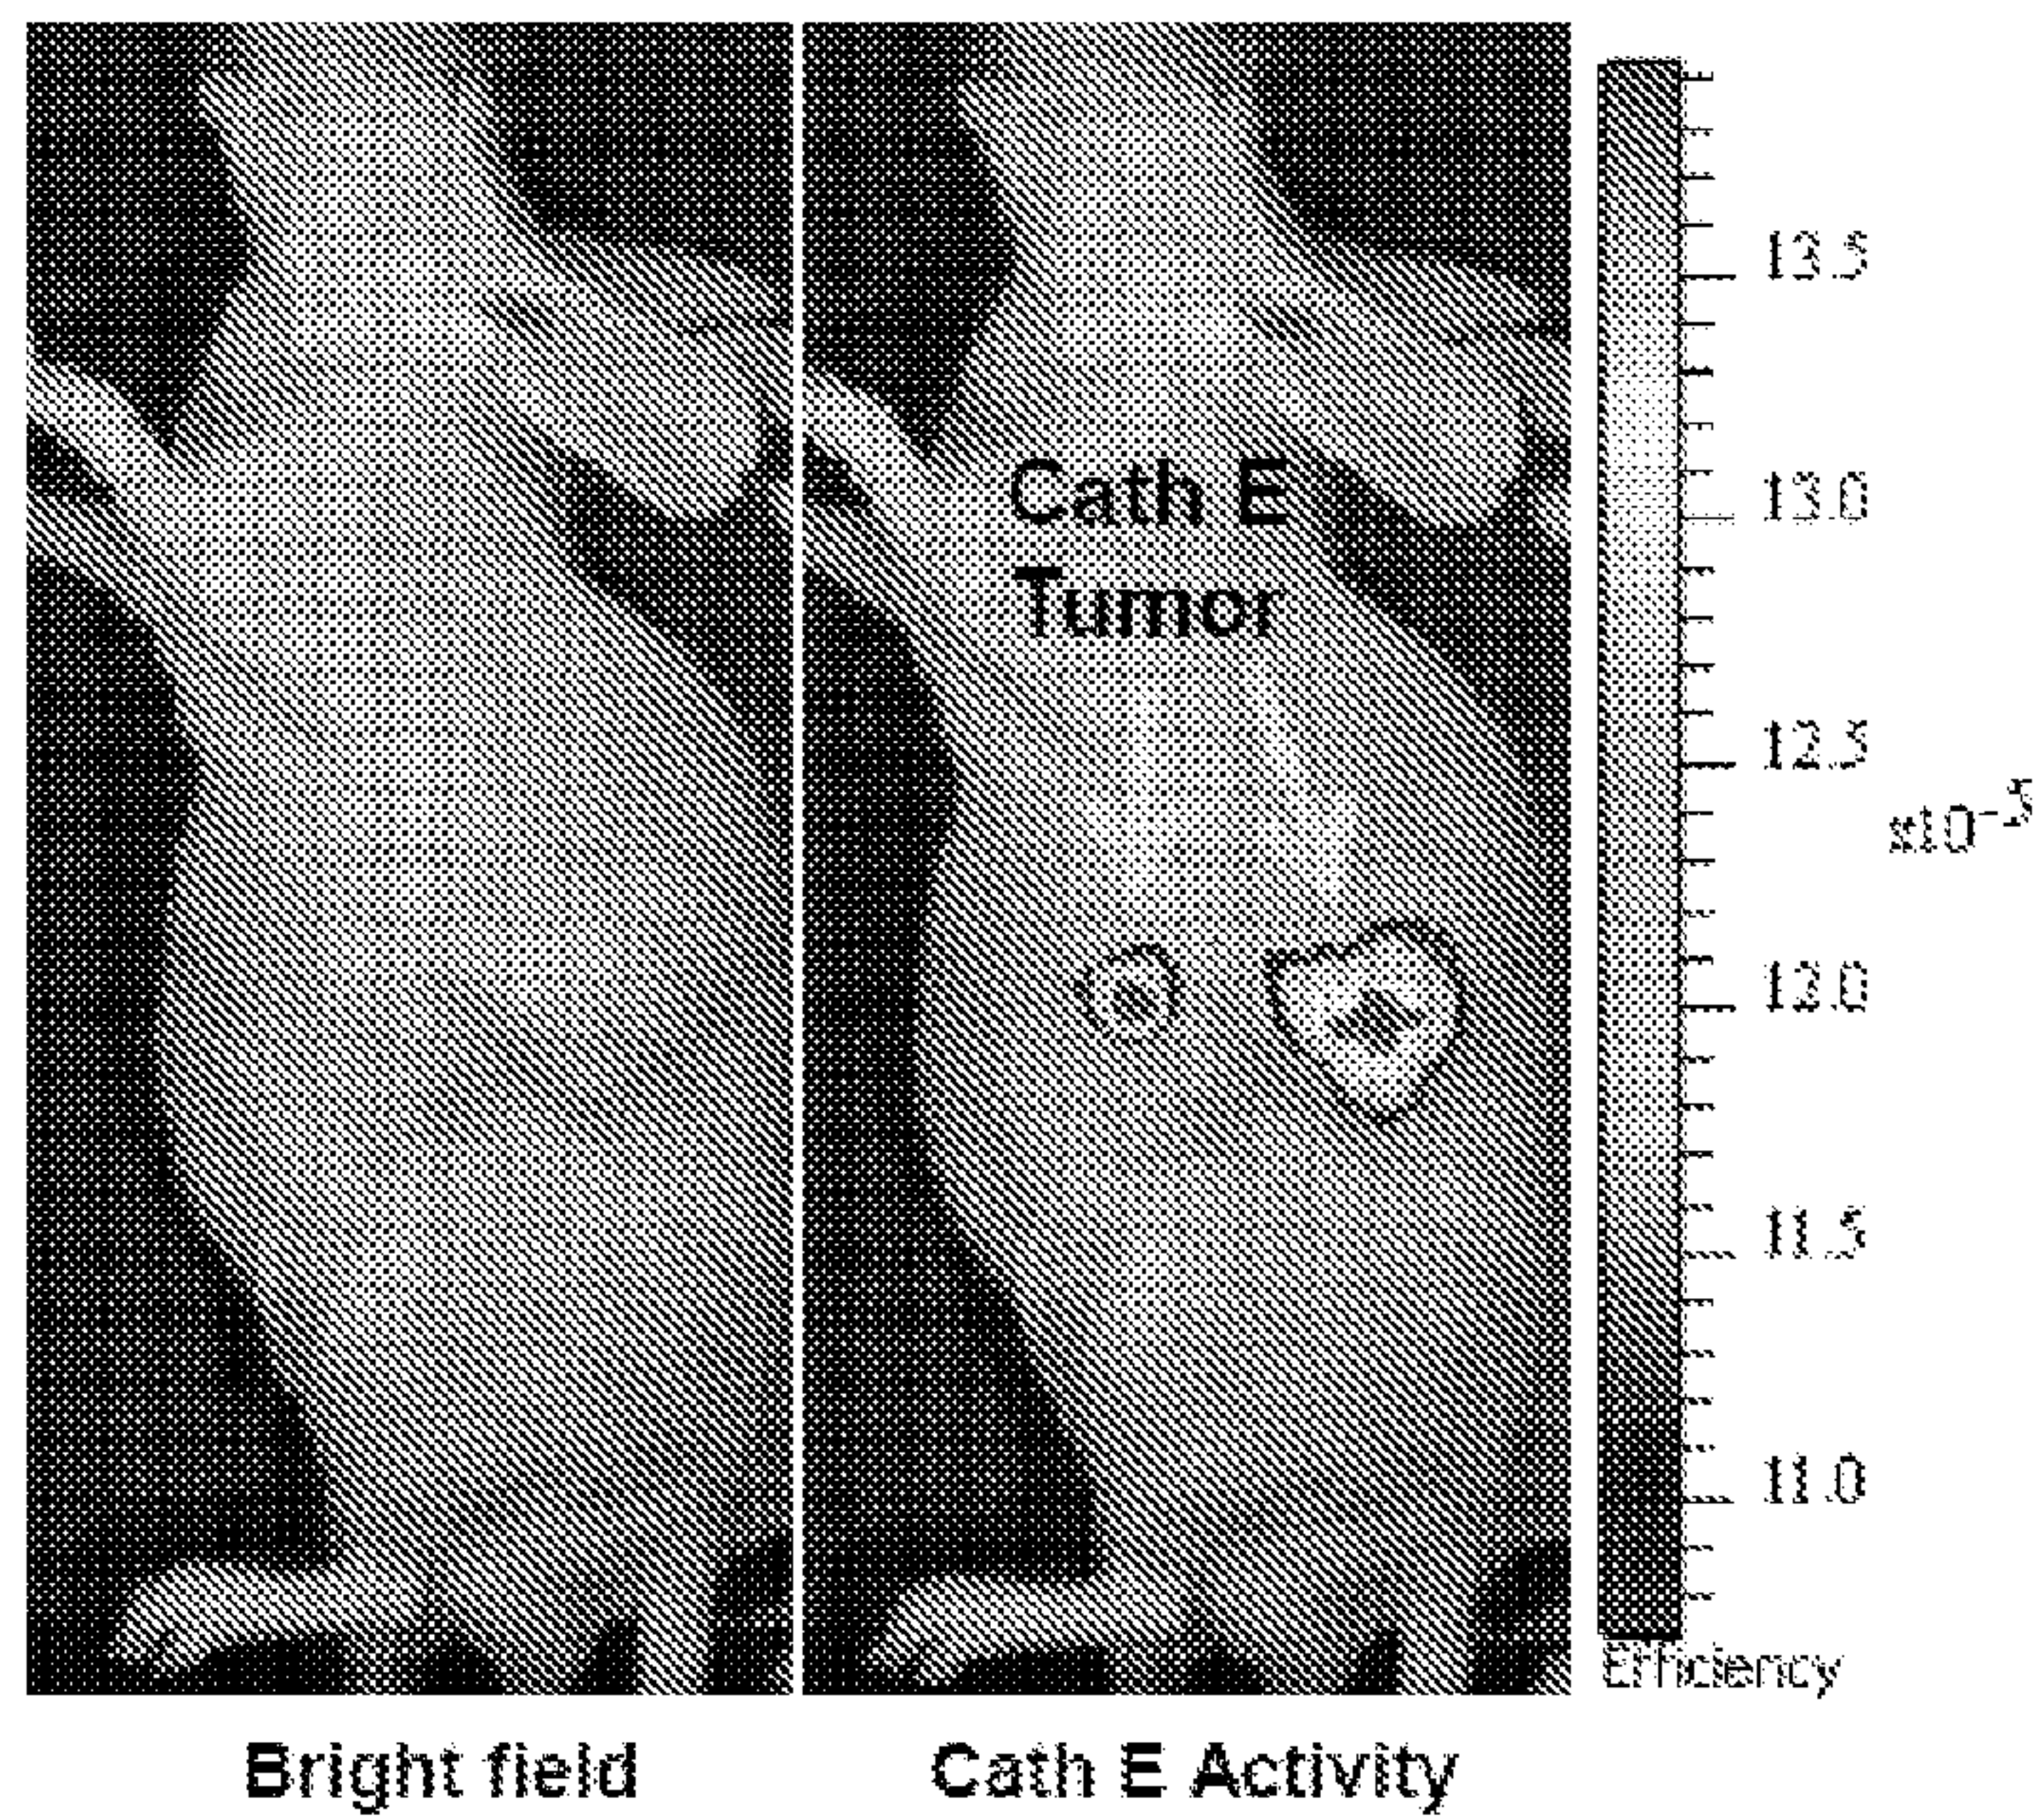 Cath E
Tumor
13.5
13.0
12.5
12.0
11.5
11.0
x10⁻⁵
Efficiency
Bright field
Cath E Activity